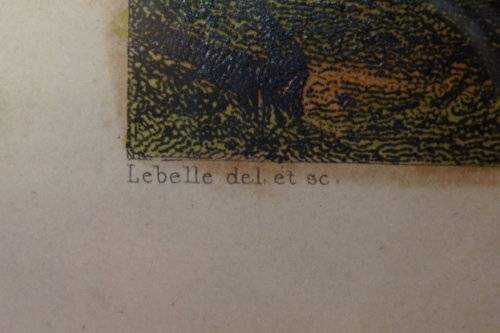 Lebelle del. et sc.